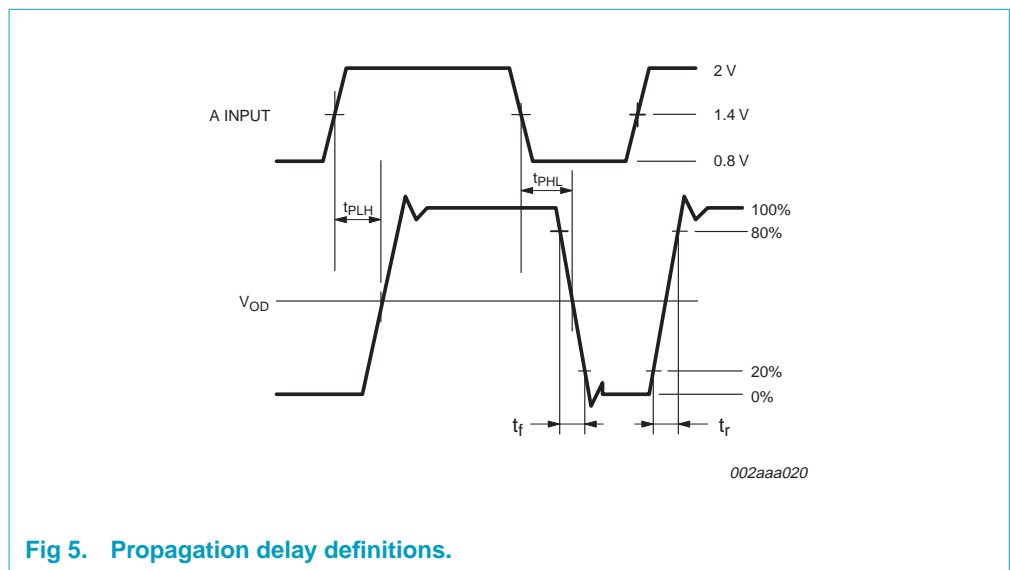 2 V
A INPUT
1.4 V
0.8 V
tPHL
tPLH
100%
80%
VOD
20%
0%
tf
tr
002aaa020
Fig 5. Propagation delay definitions.